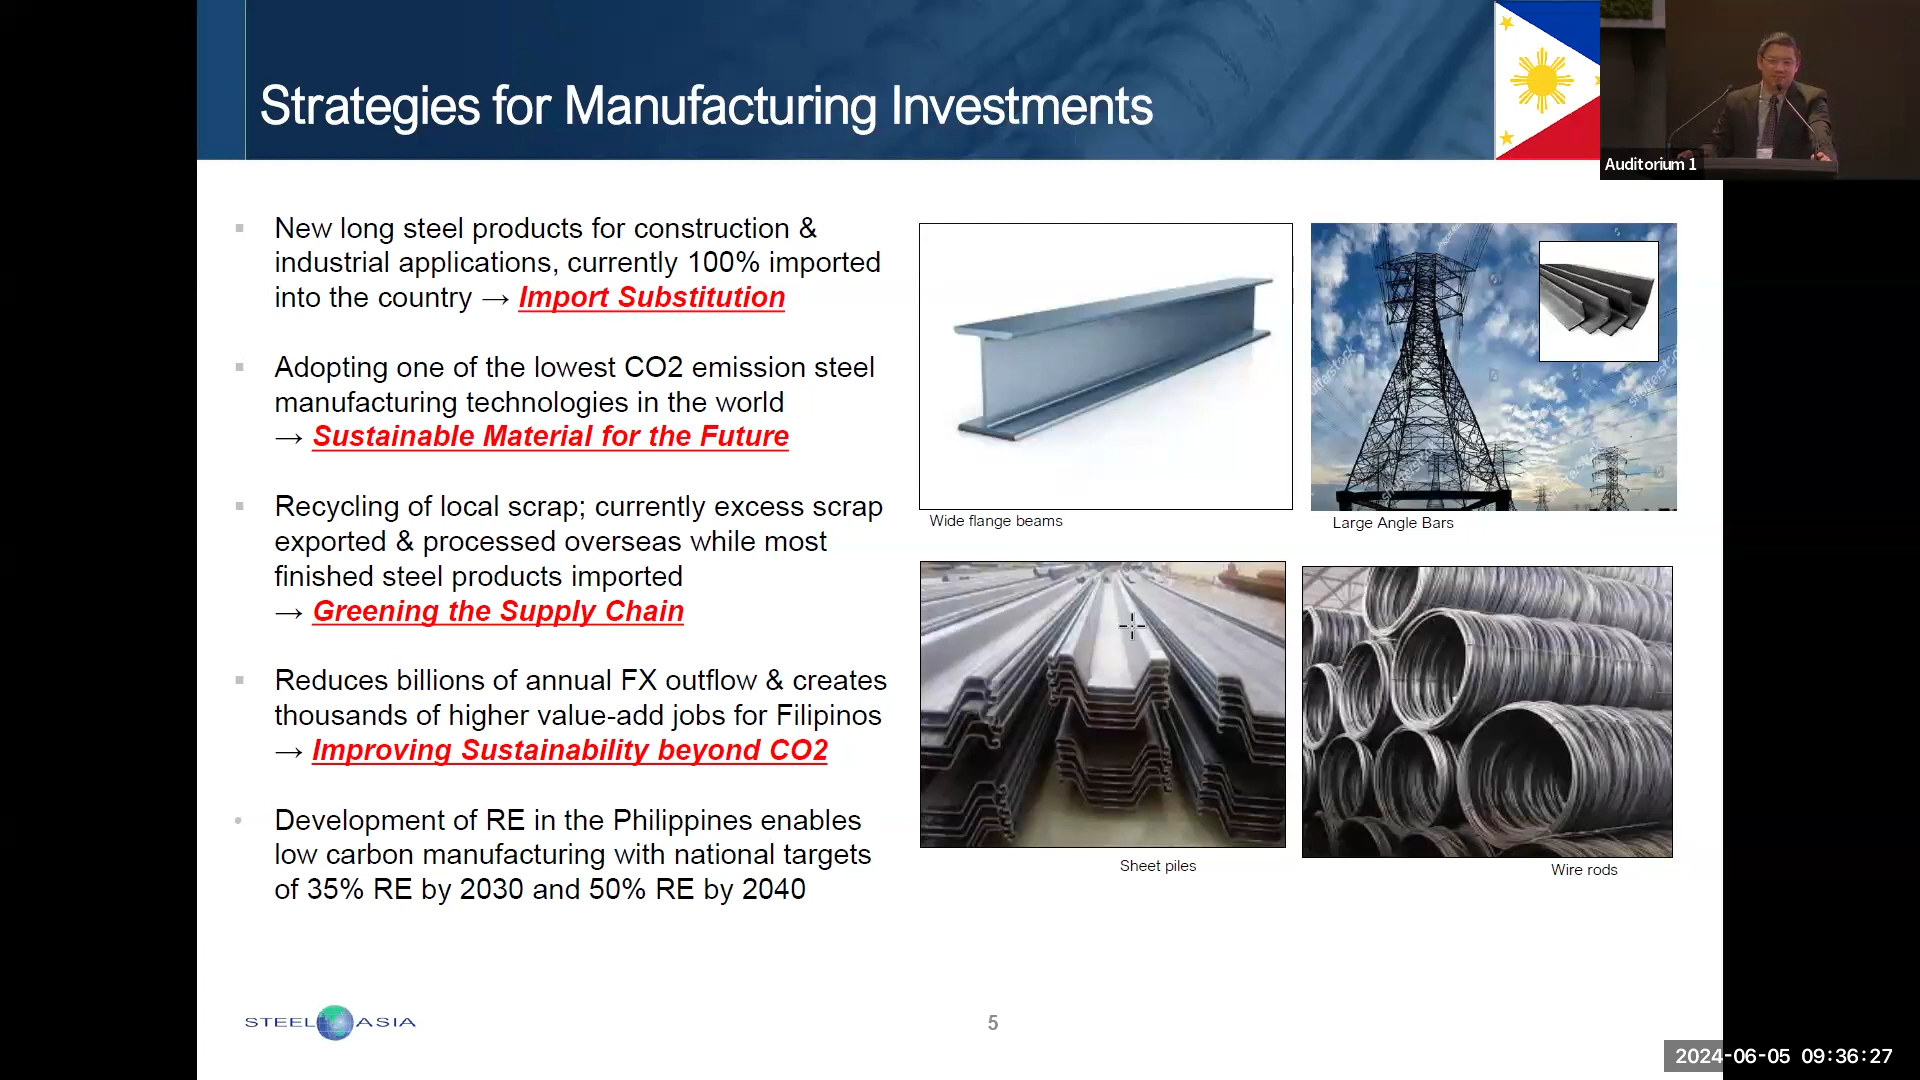 Strategies for Manufacturing Investments
Auditorium 1
New long steel products for construction &
industrial applications, currently 100% imported
into the country → Import Substitution
Adopting one of the lowest CO2 emission steel
manufacturing technologies in the world
→ Sustainable Material for the Future
Recycling of local scrap; currently excess scrap
exported & processed overseas while most
finished steel products imported
→ Greening the Supply Chain
Reduces billions of annual FX outflow & creates
thousands of higher value-add jobs for Filipinos
→ Improving Sustainability beyond CO2
Development of RE in the Philippines enables
low carbon manufacturing with national targets
of 35% RE by 2030 and 50% RE by 2040
shutterstock
Wide flange beams
Large Angle Bars
Sheet piles
Wire rods
STEEL ASIA
5
2024-06-05 09:36:27